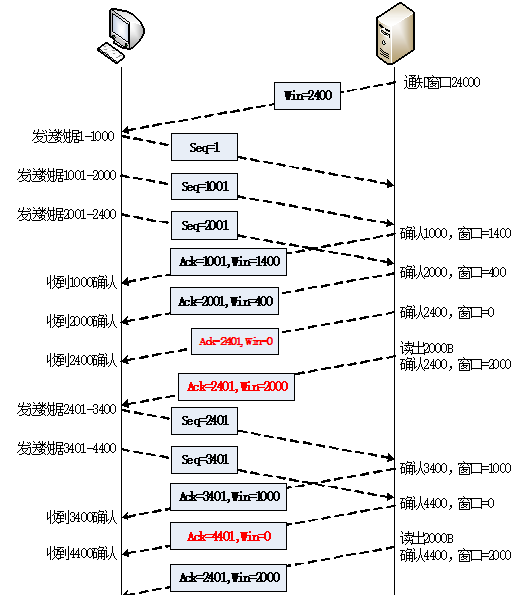 通知窗口24000
Win=2400
发送数据1-1000
Seq=1
发送数据1001-2000
Seq=1001
发送数据2001-2400
Seq=2001
确认1000，窗口=1400
Ack=1001,Win=1400
收到1000确认
确认2000，窗口=400
Ack=2001,Win=400
收到2000确认
确认2400，窗口=0
Ack=2401,Win=0
收到2400确认
读出2000B
确认2400，窗口=2000
Ack=2401,Win=2000
发送数据2401-3400
Seq=2401
发送数据3401-4400
Seq=3401
确认3400，窗口=1000
Ack=3401,Win=1000
收到3400确认
确认4400，窗口=0
Ack=4401,Win=0
收到4400确认
读出2000B
确认4400，窗口=2000
Ack=2401,Win=2000